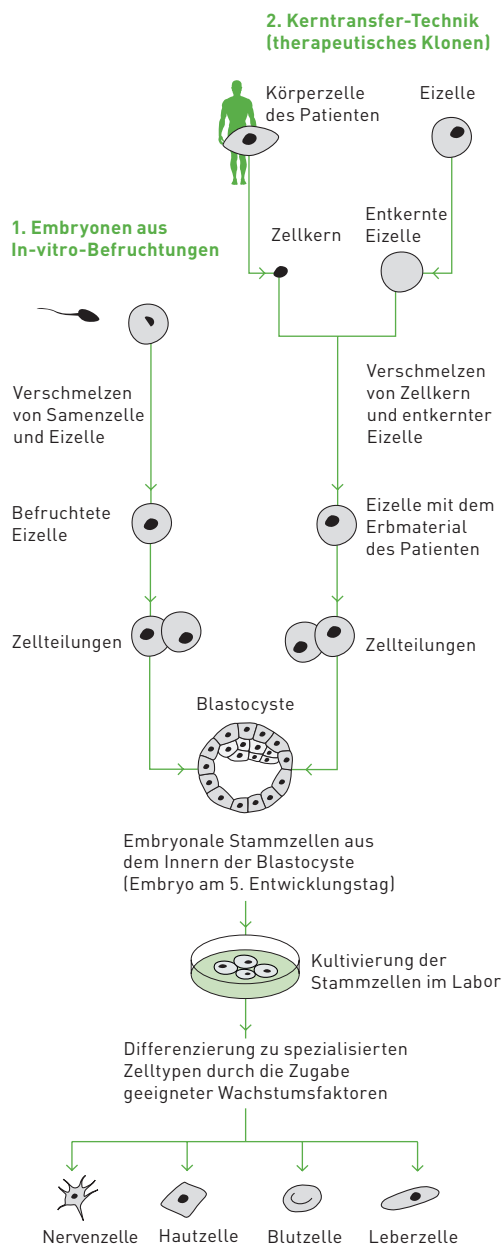 2. Kerntransfer-Technik
(therapeutisches Klonen)
Körperzelle
des Patienten
Eizelle
1. Embryonen aus
In-vitro-Befruchtungen
Zellkern
Entkernte
Eizelle
Verschmelzen
von Samenzelle
und Eizelle
Verschmelzen
von Zellkern
und entkernter
Eizelle
Befruchtete
Eizelle
Eizelle mit dem
Erbmaterial
des Patienten
Zellteilungen
Zellteilungen
Blastocyste
Embryonale Stammzellen aus
dem Innern der Blastocyste
(Embryo am 5. Entwicklungstag)
Kultivierung der
Stammzellen im Labor
Differenzierung zu spezialisierten
Zelltypen durch die Zugabe
geeigneter Wachstumsfaktoren
Nervenzelle
Hautzelle
Blutzelle
Leberzelle